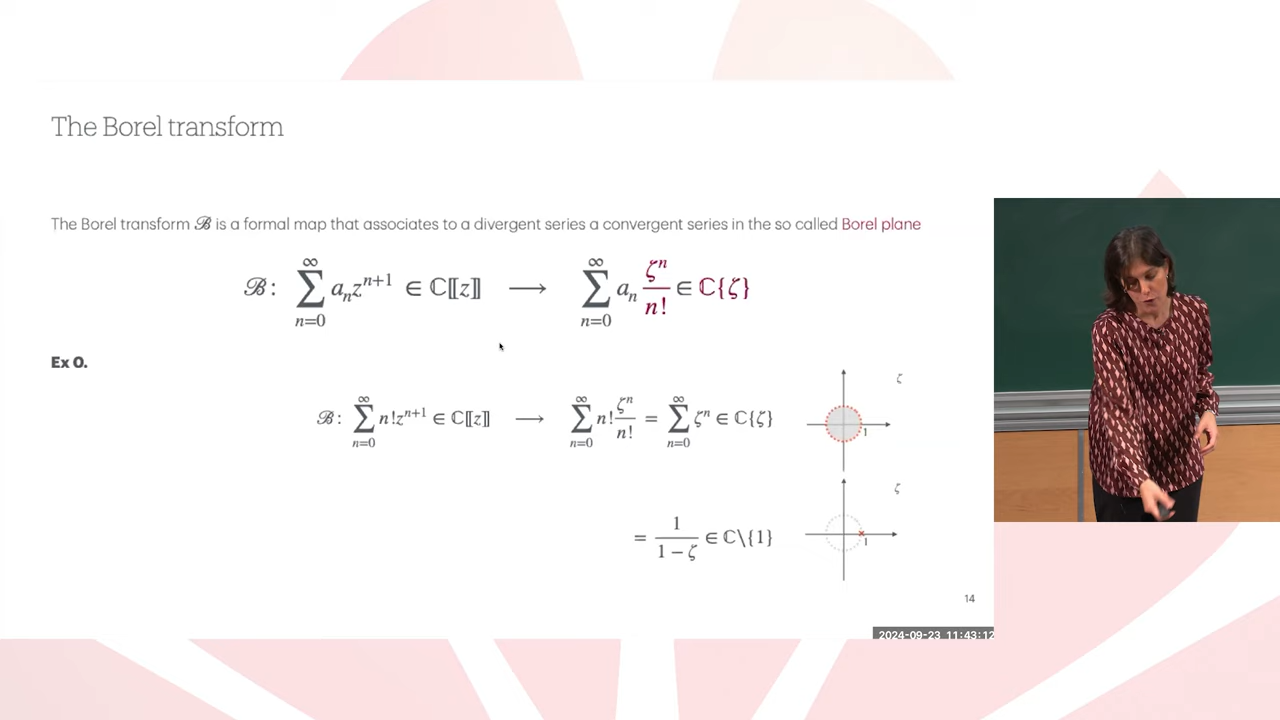 The Borel transform
The Borel transform ℬ is a formal map that associates to a divergent series a convergent series in the so called Borel plane
ℬ: ∑_{n=0}^{∞} a_n z^{n+1} ∈ ℂ[[z]] ⟶ ∑_{n=0}^{∞} a_n ζ^n/n! ∈ ℂ{ζ}
Ex 0.
ℬ: ∑_{n=0}^{∞} n! z^{n+1} ∈ ℂ[[z]] ⟶ ∑_{n=0}^{∞} n! ζ^n/n! = ∑_{n=0}^{∞} ζ^n ∈ ℂ{ζ}
ζ
1
= 1/(1 − ζ) ∈ ℂ\{1}
ζ
1
14
2024-09-23 11:43:12